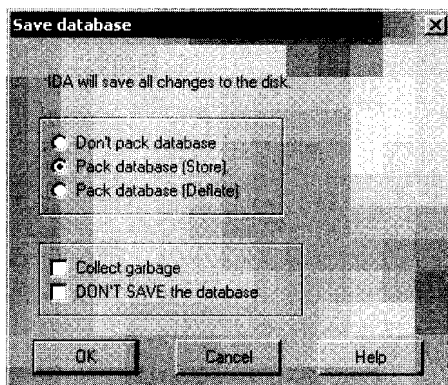 Save database
IDA will save all changes to the disk.
Don't pack database
Pack database (Store)
Pack database (Deflate)
Collect garbage
DON'T SAVE the database
OK
Cancel
Help